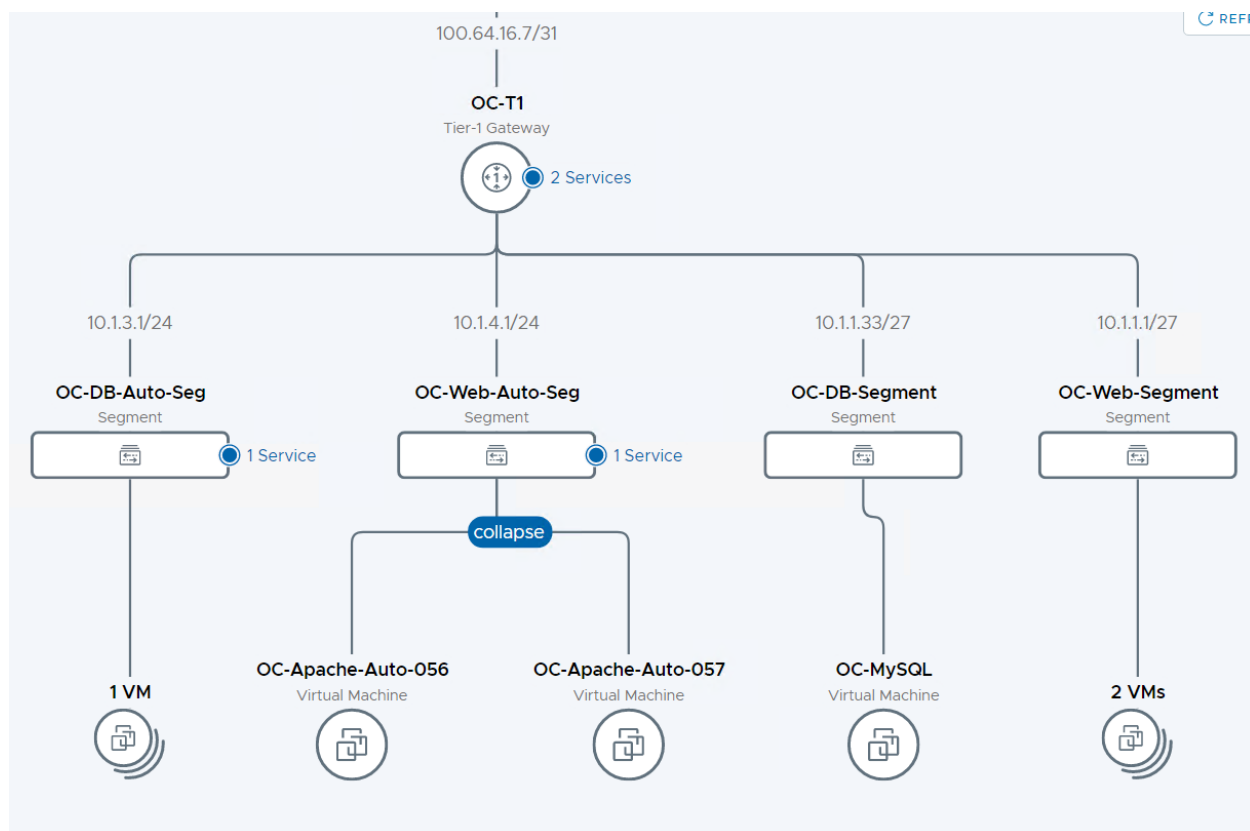 REFE
100.64.16.7/31
OC-T1
Tier-1 Gateway
1
2 Services
10.1.3.1/24
10.1.4.1/24
10.1.1.33/27
10.1.1.1/27
OC-DB-Auto-Seg
OC-Web-Auto-Seg
OC-DB-Segment
OC-Web-Segment
Segment
Segment
Segment
Segment
1 Service
1 Service
collapse
1 VM
OC-Apache-Auto-056
OC-Apache-Auto-057
OC-MySQL
2 VMs
Virtual Machine
Virtual Machine
Virtual Machine